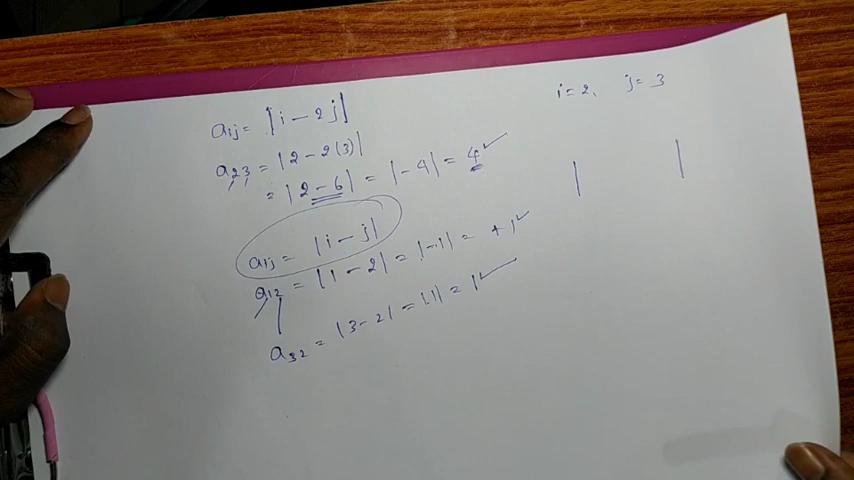 aij = |i - 2j|
i = 2, j = 3
a23 = |2 - 2(3)|
= |2 - 6| = |-4| = 4 ✓
aij = |i - j|
a12 = |1 - 2| = |-1| = +1 ✓
a32 = |3 - 2| = |1| = 1 ✓